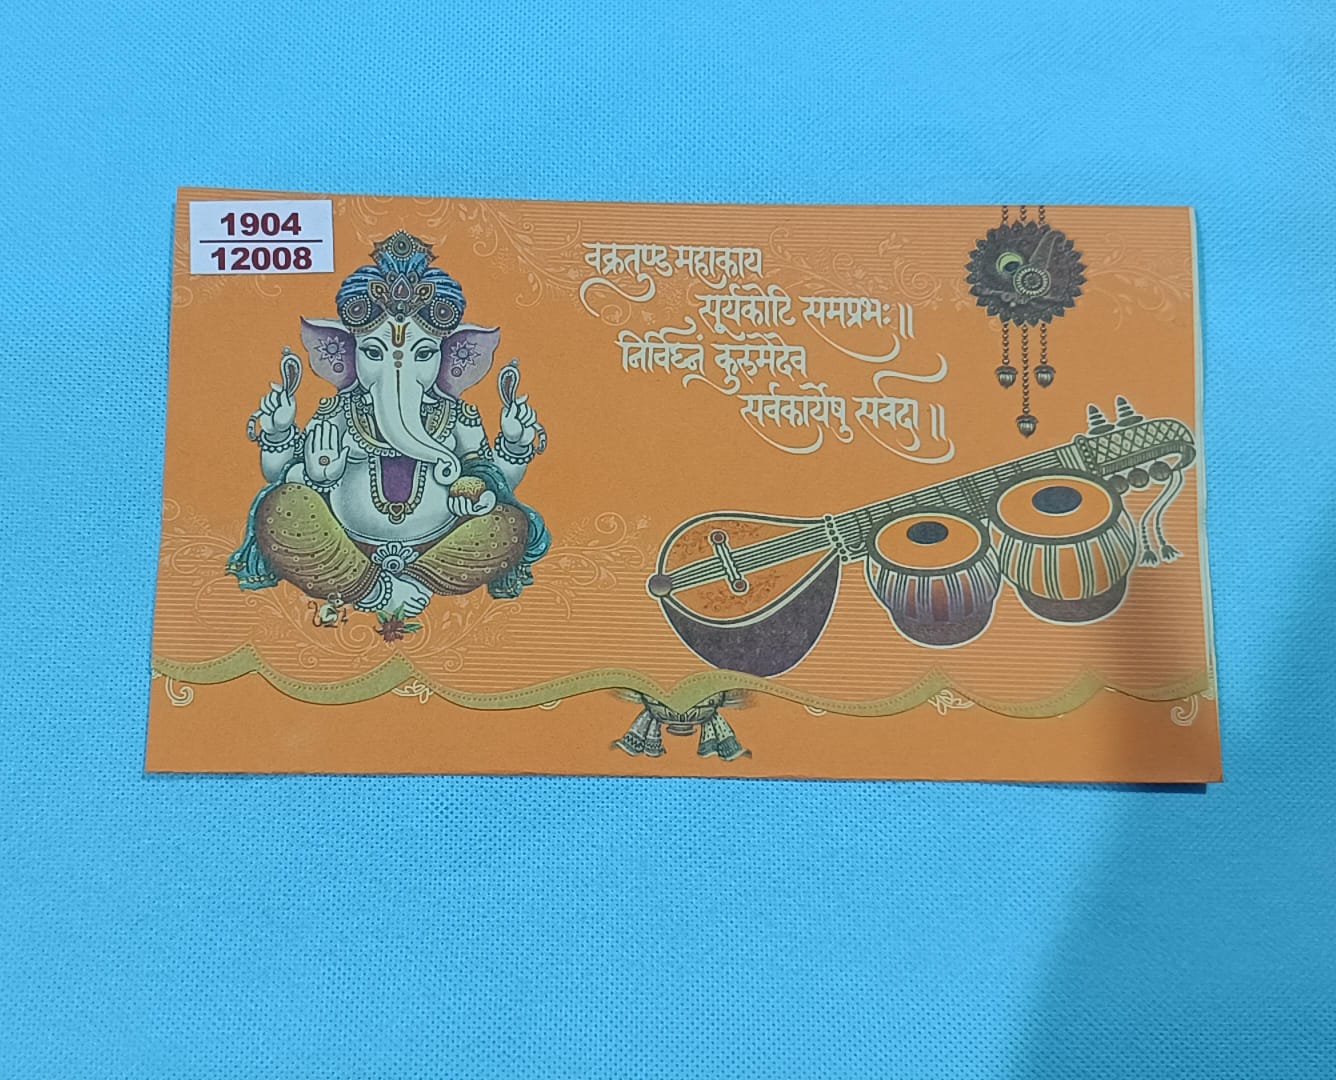 1904
12008
वक्रतुण्ड महाकाय
सूर्यकोटि समप्रभः॥
निर्विघ्नं कुरुमेदेव
सर्वकार्येषु सर्वदा॥